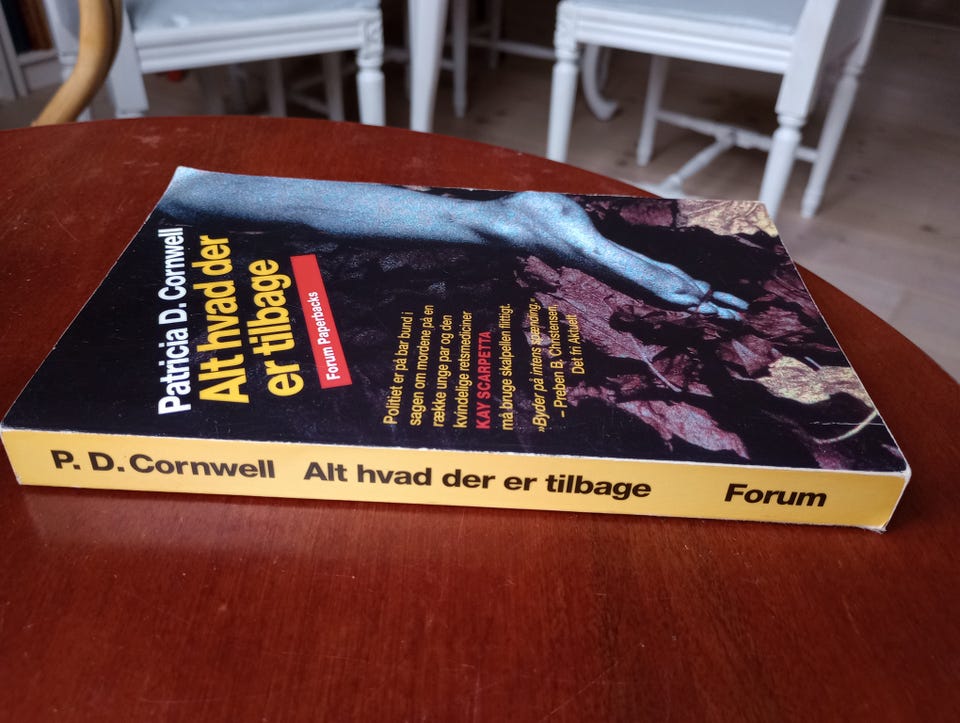 Patricia D. Cornwell
Alt hvad der
er tilbage
Forum Paperbacks
Politiet er på bar bund i
sagen om mordene på en
række unge par og den
kvindelige retsmediciner
KAY SCARPETTA
må bruge skalpellen flittigt.
»Byder på intens spænding.«
– Preben B. Christensen,
Dét fri Aktuelt
P. D. Cornwell Alt hvad der er tilbage Forum